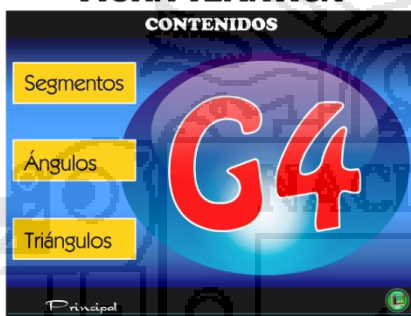 CONTENIDOS
Segmentos
G4
Ángulos
Triángulos
Principal